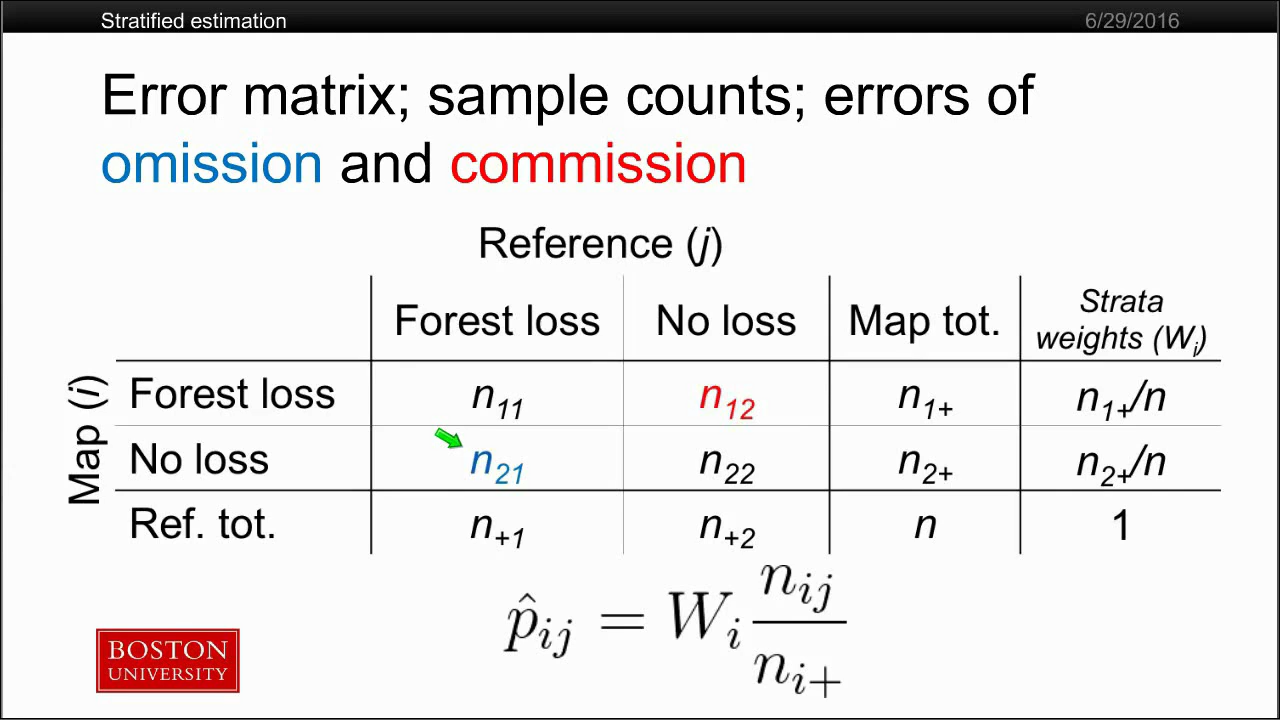 Stratified estimation 6/29/2016
Error matrix; sample counts; errors of
omission and commission
Reference (j)
Forest loss No loss Map tot. Strata weights (Wi)
Map (i)
Forest loss n11 n12 n1+ n1+/n
No loss n21 n22 n2+ n2+/n
Ref. tot. n+1 n+2 n 1
p̂ij = Wi nij / ni+
BOSTON
UNIVERSITY